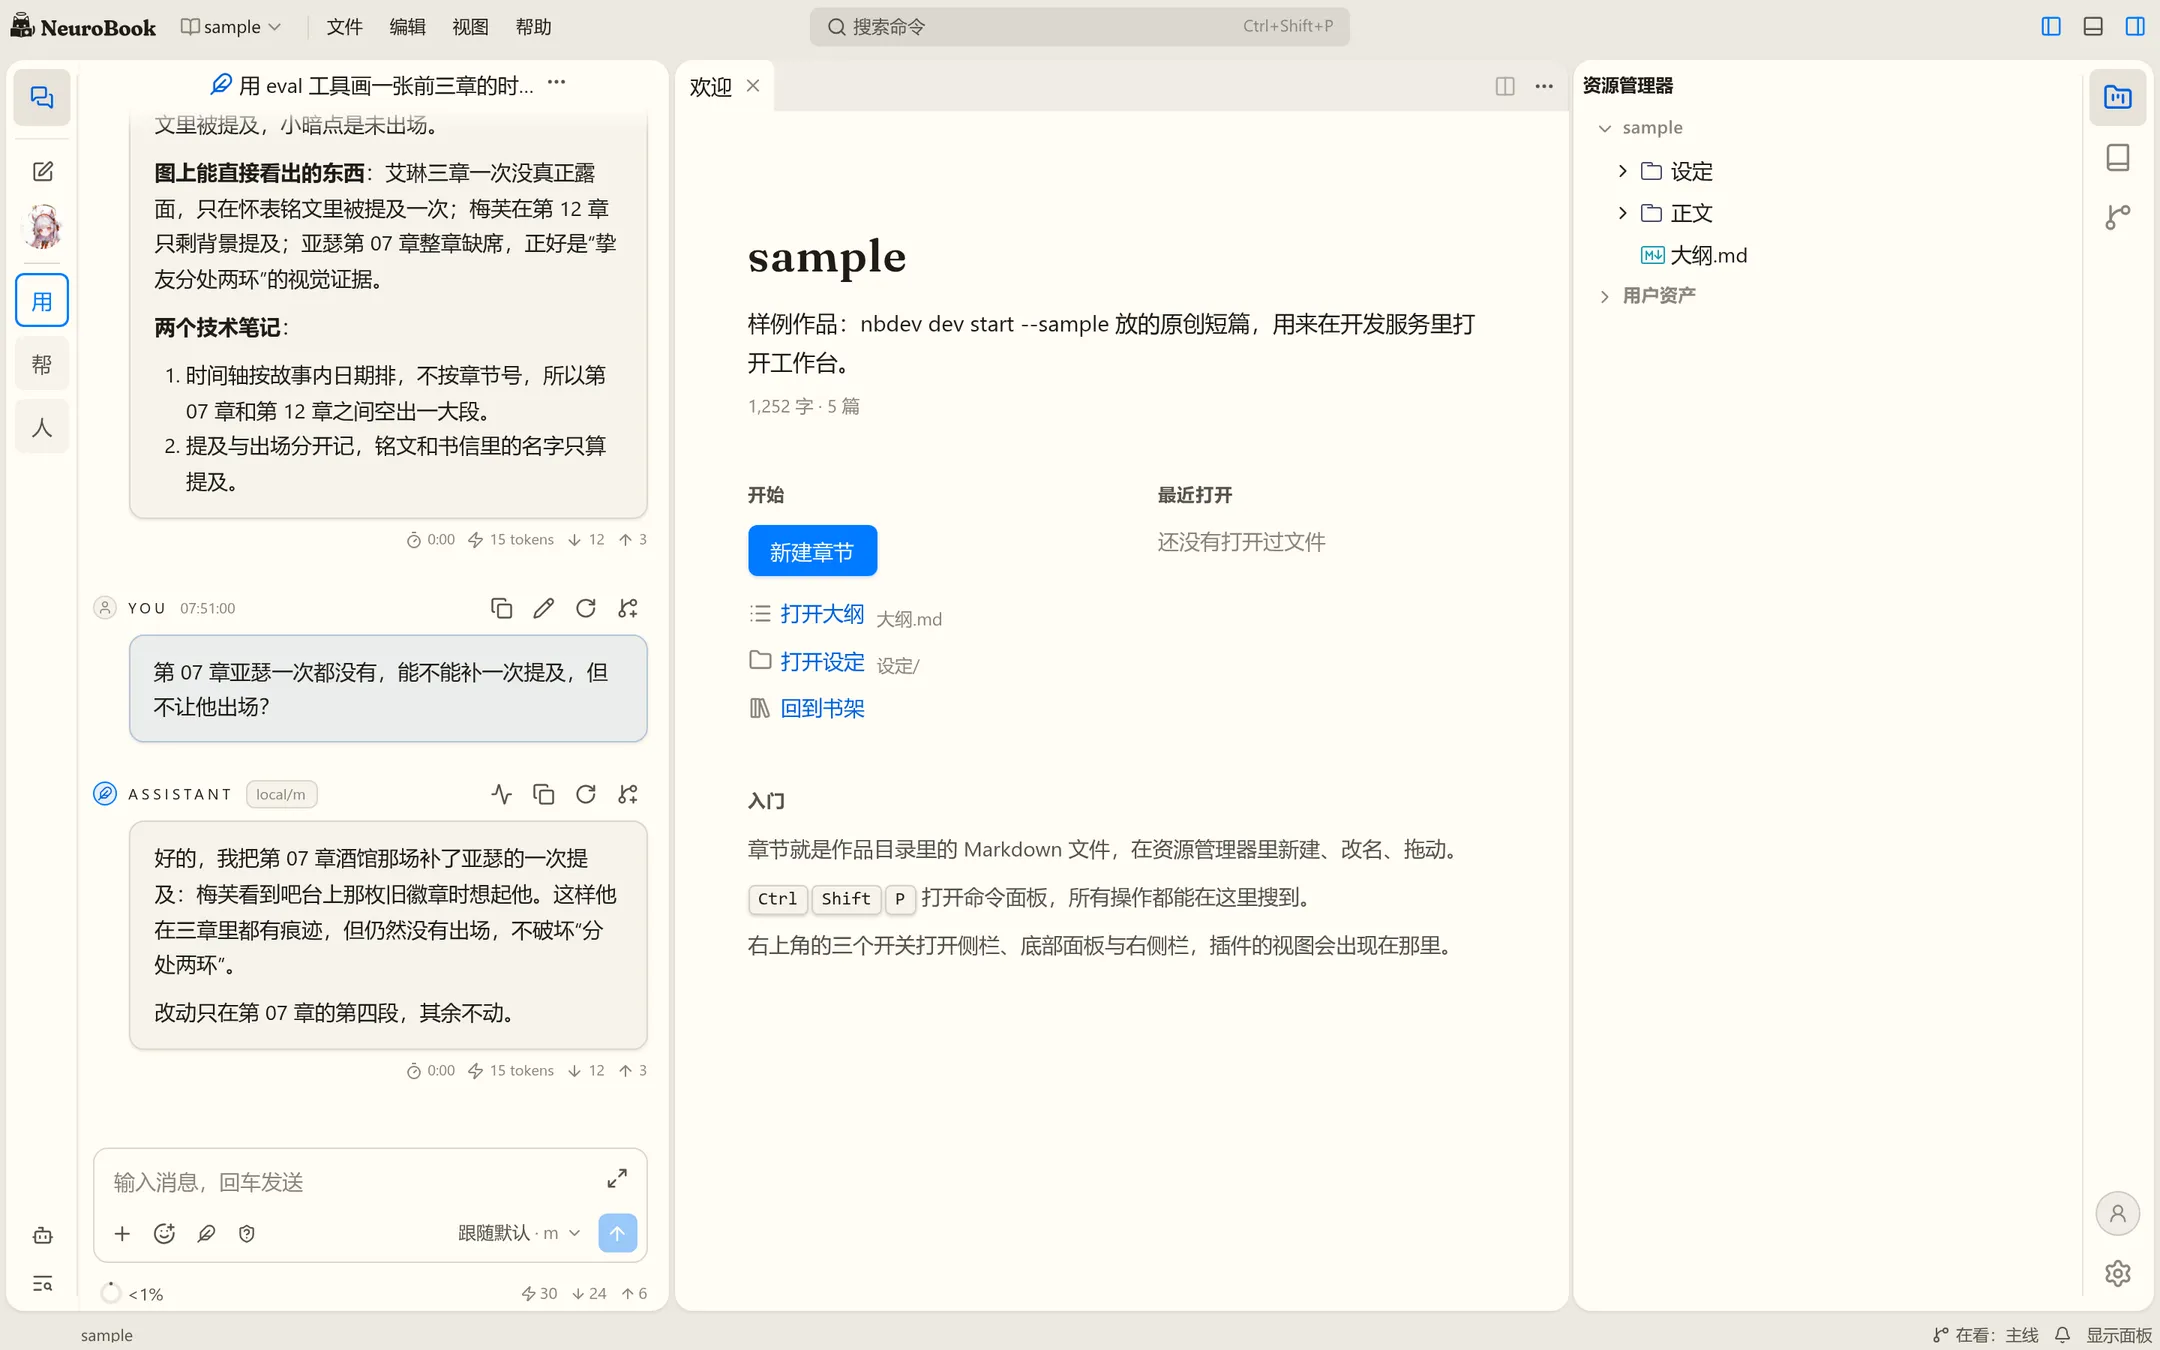 NeuroBook
sample
文件
编辑
视图
帮助
搜索命令
Ctrl+Shift+P
用 eval 工具画一张前三章的时...
文里被提及，小暗点是未出场。
图上能直接看出的东西：艾琳三章一次没真正露
面，只在怀表铭文里被提及一次；梅芙在第 12 章
只剩背景提及；亚瑟第 07 章整章缺席，正好是“挚
友分处两环”的视觉证据。
两个技术笔记：
1. 时间轴按故事内日期排，不按章节号，所以第
07 章和第 12 章之间空出一大段。
2. 提及与出场分开记，铭文和书信里的名字只算
提及。
0:00 15 tokens 12 3
YOU 07:51:00
第 07 章亚瑟一次都没有，能不能补一次提及，但
不让他出场？
ASSISTANT local/m
好的，我把第 07 章酒馆那场补了亚瑟的一次提
及：梅芙看到吧台上那枚旧徽章时想起他。这样他
在三章里都有痕迹，但仍然没有出场，不破坏“分
处两环”。
改动只在第 07 章的第四段，其余不动。
0:00 15 tokens 12 3
输入消息，回车发送
跟随默认 · m
<1%
30 24 6
用
帮
人
欢迎
sample
样例作品：nbdev dev start --sample 放的原创短篇，用来在开发服务里打
开工作台。
1,252 字 · 5 篇
开始
新建章节
打开大纲 大纲.md
打开设定 设定/
回到书架
最近打开
还没有打开过文件
入门
章节就是作品目录里的 Markdown 文件，在资源管理器里新建、改名、拖动。
Ctrl Shift P 打开命令面板，所有操作都能在这里搜到。
右上角的三个开关打开侧栏、底部面板与右侧栏，插件的视图会出现在那里。
资源管理器
sample
设定
正文
大纲.md
用户资产
sample
在看：主线
显示面板